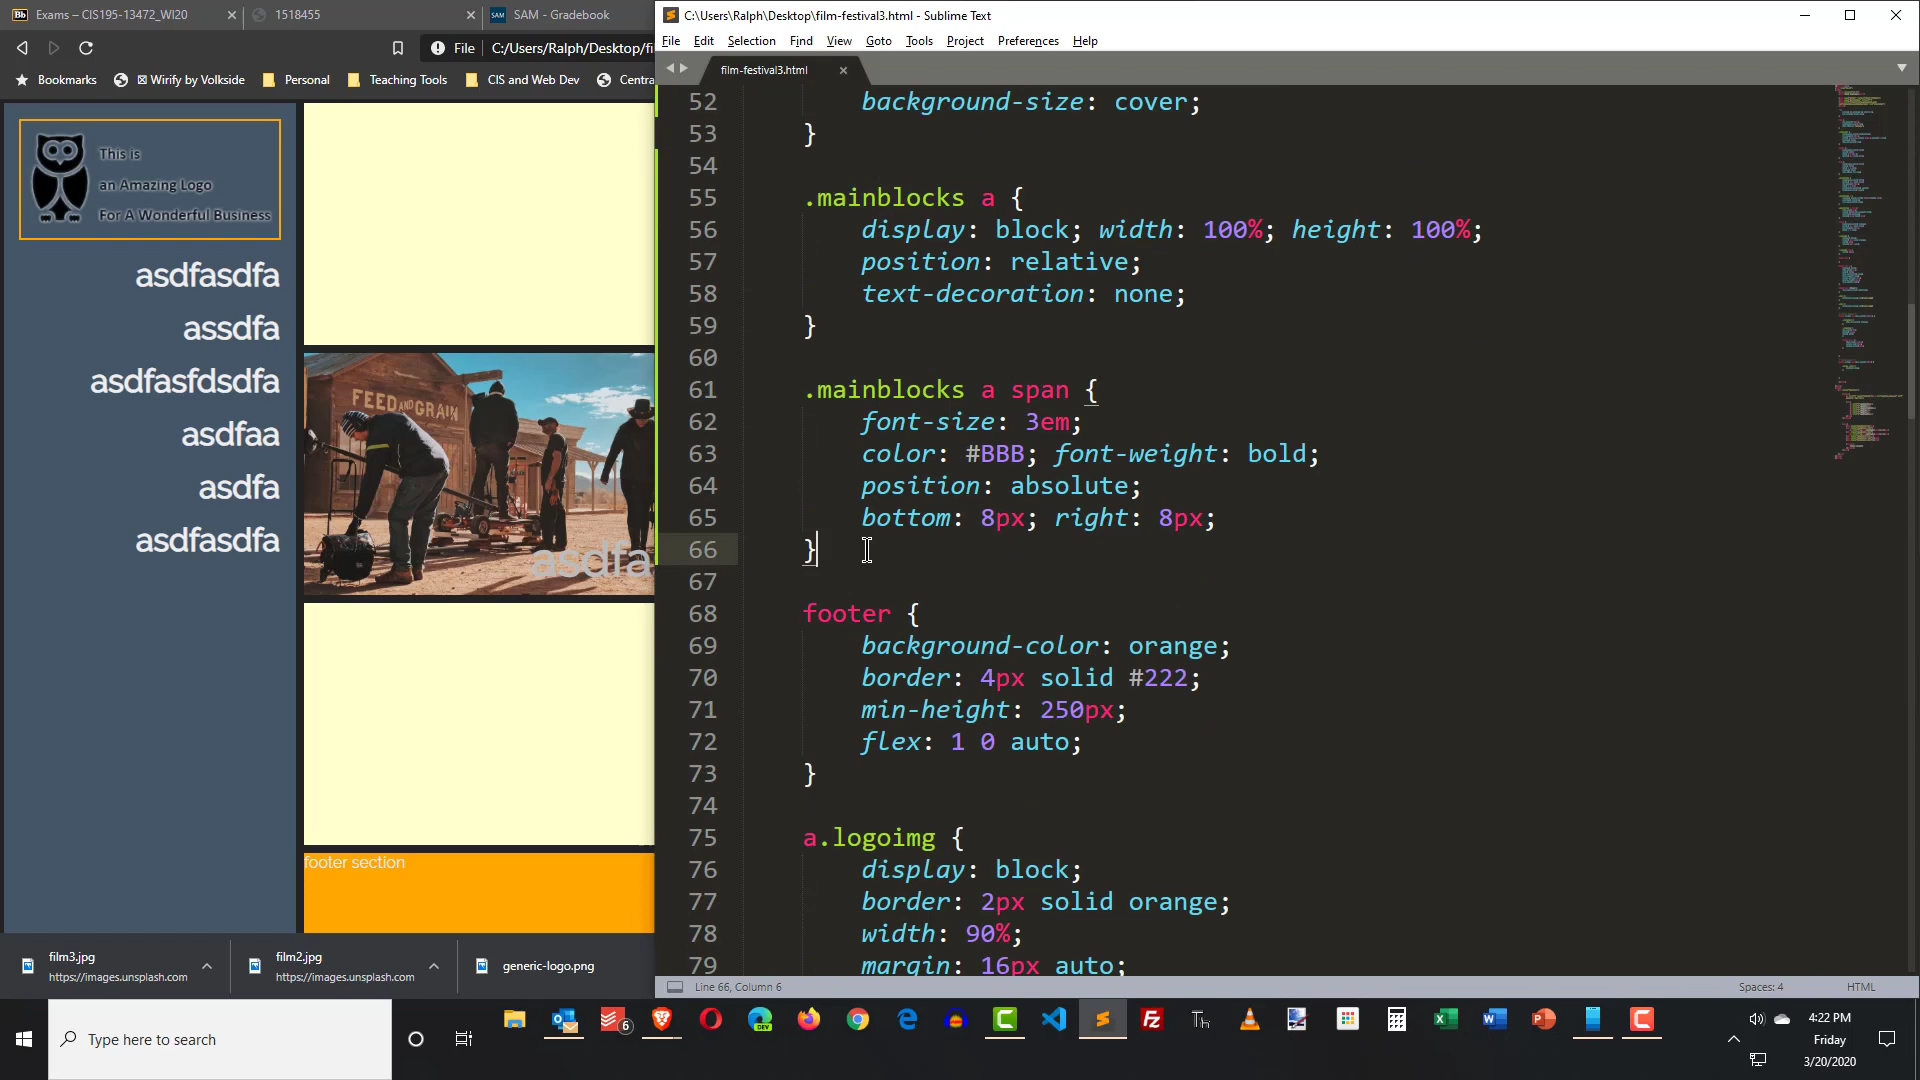 Exams – CIS195-13472_WI20
1518455
SAM - Gradebook
File C:/Users/Ralph/Desktop/fi
Bookmarks Wirify by Volkside Personal Teaching Tools CIS and Web Dev Centra
This is
an Amazing Logo
For A Wonderful Business
asdfasdfa
assdfa
asdfasfdsdfa
asdfaa
asdfa
asdfasdfa
FEED AND GRAIN
asdfa
footer section
film3.jpg
https://images.unsplash.com
film2.jpg
https://images.unsplash.com
generic-logo.png
C:\Users\Ralph\Desktop\film-festival3.html - Sublime Text
File Edit Selection Find View Goto Tools Project Preferences Help
film-festival3.html
52 background-size: cover;
53 }
54
55 .mainblocks a {
56 display: block; width: 100%; height: 100%;
57 position: relative;
58 text-decoration: none;
59 }
60
61 .mainblocks a span {
62 font-size: 3em;
63 color: #BBB; font-weight: bold;
64 position: absolute;
65 bottom: 8px; right: 8px;
66 }
67
68 footer {
69 background-color: orange;
70 border: 4px solid #222;
71 min-height: 250px;
72 flex: 1 0 auto;
73 }
74
75 a.logoimg {
76 display: block;
77 border: 2px solid orange;
78 width: 90%;
79 margin: 16px auto;
Line 66, Column 6
Spaces: 4 HTML
Type here to search
6
4:22 PM
Friday
3/20/2020